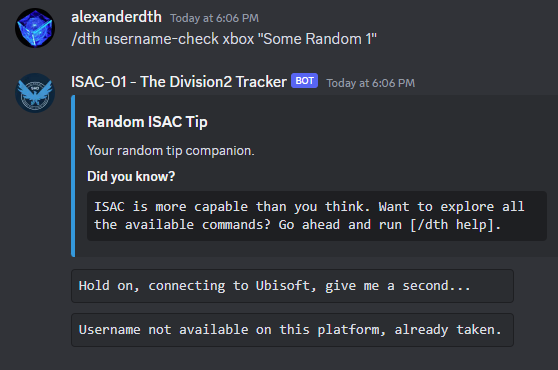 alexanderdth Today at 6:06 PM
/dth username-check xbox "Some Random 1"
ISAC-01 - The Division2 Tracker BOT Today at 6:06 PM
Random ISAC Tip
Your random tip companion.
Did you know?
ISAC is more capable than you think. Want to explore all
the available commands? Go ahead and run [/dth help].
Hold on, connecting to Ubisoft, give me a second...
Username not available on this platform, already taken.